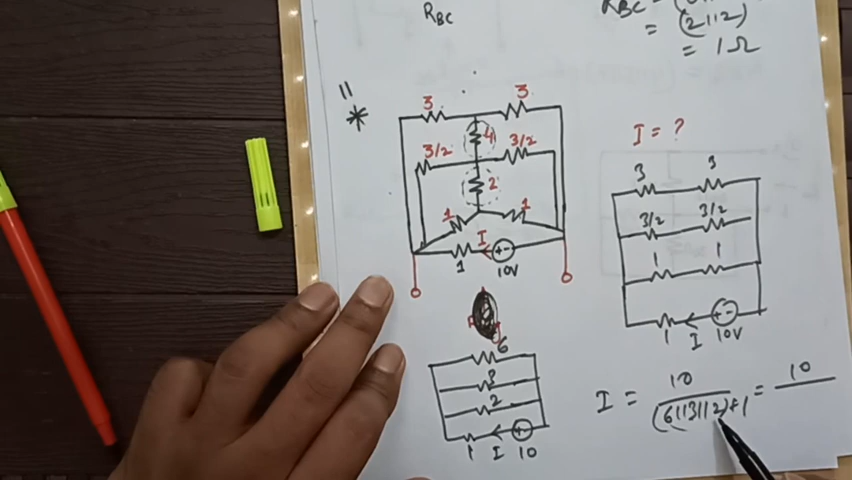 R_BC
= (2||2)
= 1Ω
"
*
3 3
4
3/2 3/2
2
1 1
I
1 + - 10V
I = ?
3 3
3/2 3/2
1 1
1 I + - 10V
6
3
2
1 I + - 10
I = 10 / (6||3||2)+1 = 10